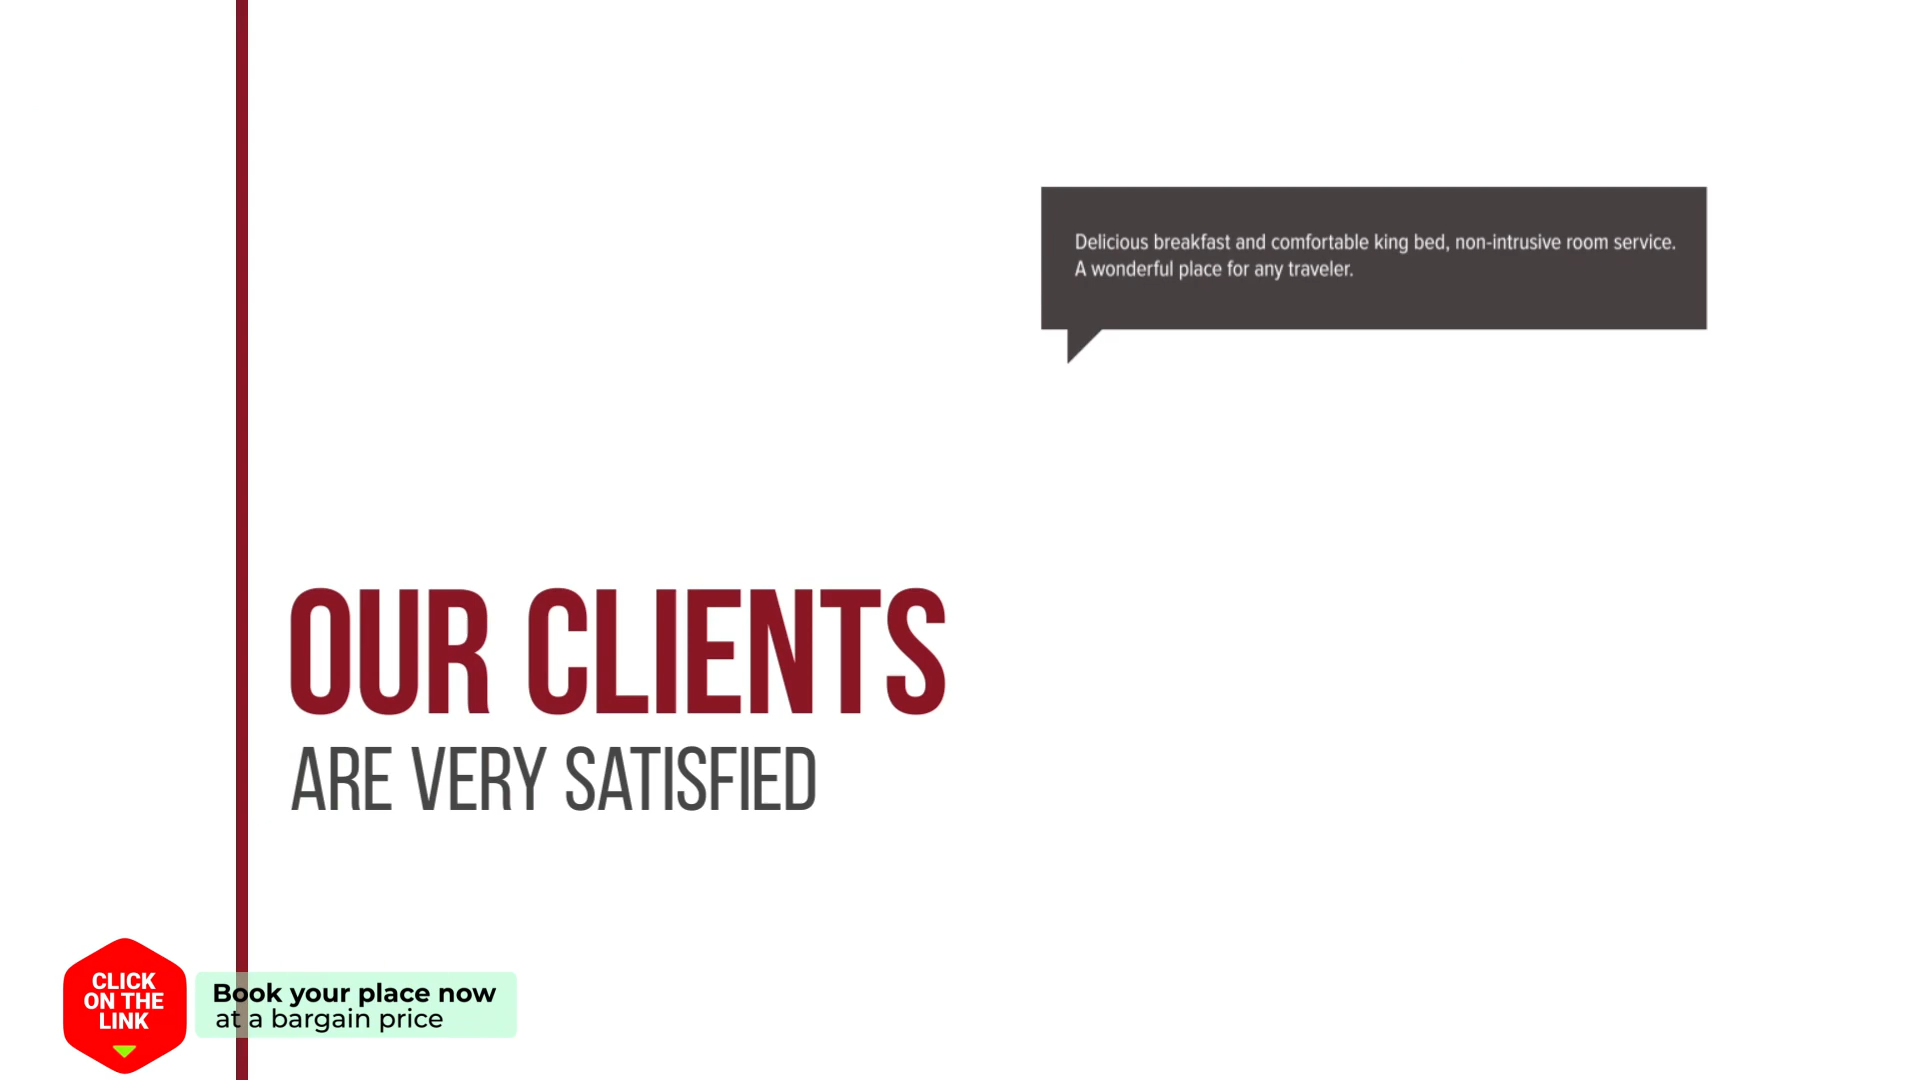 Delicious breakfast and comfortable king bed, non-intrusive room service.
A wonderful place for any traveler.
OUR CLIENTS
ARE VERY SATISFIED
CLICK
ON THE
LINK
Book your place now
at a bargain price